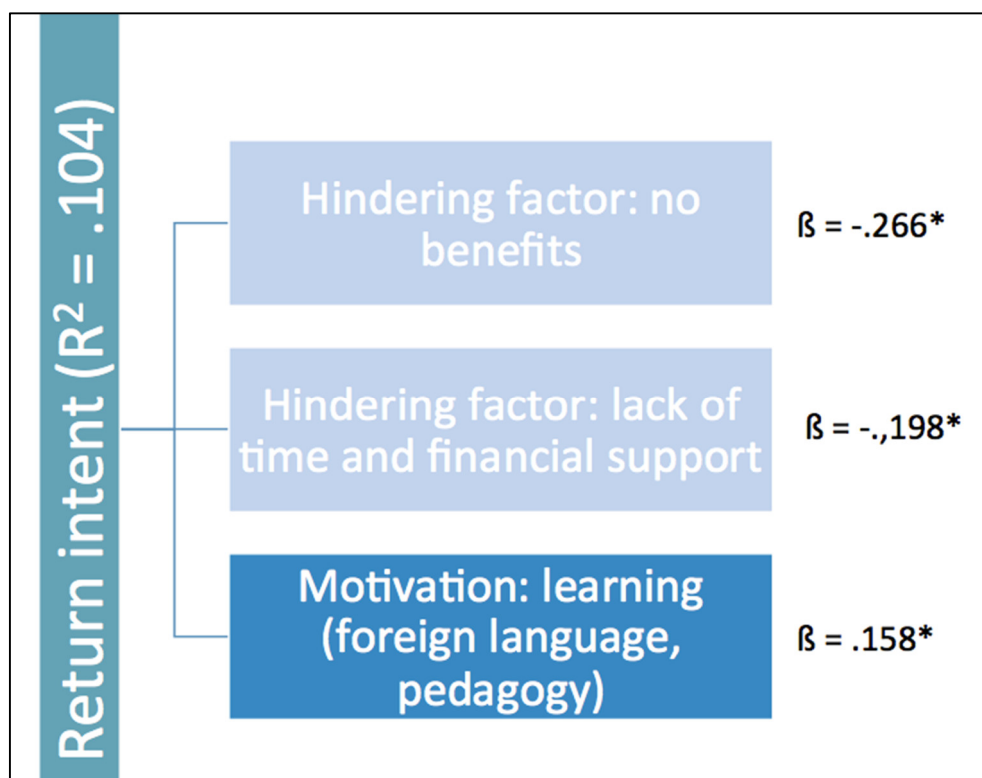 Return intent (R² = .104)
Hindering factor: no
benefits
ß = -.266*
Hindering factor: lack of
time and financial support
ß = -.,198*
Motivation: learning
(foreign language,
pedagogy)
ß = .158*